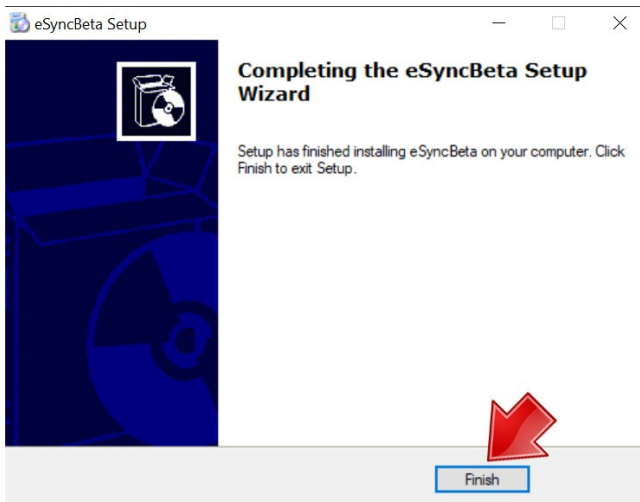 eSyncBeta Setup
Completing the eSyncBeta Setup
Wizard
Setup has finished installing eSyncBeta on your computer. Click
Finish to exit Setup.
Finish